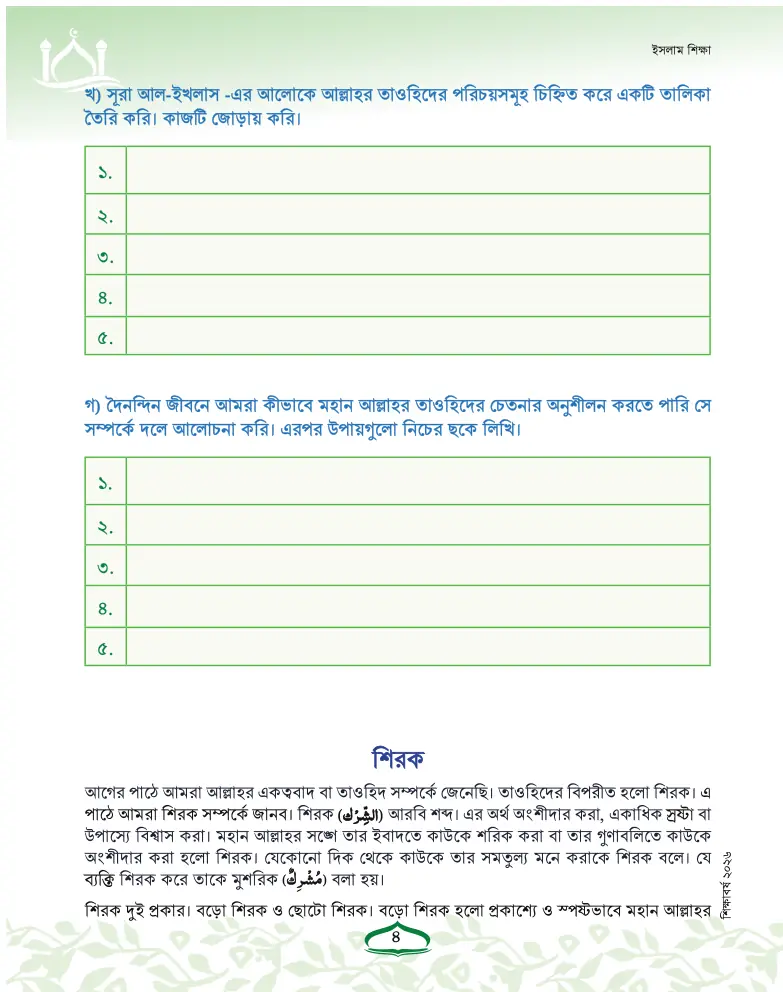 ইসলাম শিক্ষা
খ) সূরা আল-ইখলাস -এর আলোকে আল্লাহর তাওহিদের পরিচয়সমূহ চিহ্নিত করে একটি তালিকা
তৈরি করি। কাজটি জোড়ায় করি।
১.
২.
৩.
৪.
৫.
গ) দৈনন্দিন জীবনে আমরা কীভাবে মহান আল্লাহর তাওহিদের চেতনার অনুশীলন করতে পারি সে
সম্পর্কে দলে আলোচনা করি। এরপর উপায়গুলো নিচের ছকে লিখি।
১.
২.
৩.
৪.
৫.
শিরক
আগের পাঠে আমরা আল্লাহর একত্ববাদ বা তাওহিদ সম্পর্কে জেনেছি। তাওহিদের বিপরীত হলো শিরক। এ
পাঠে আমরা শিরক সম্পর্কে জানব। শিরক (الشِّرْك) আরবি শব্দ। এর অর্থ অংশীদার করা, একাধিক স্রষ্টা বা
উপাস্যে বিশ্বাস করা। মহান আল্লাহর সঙ্গে তার ইবাদতে কাউকে শরিক করা বা তার গুণাবলিতে কাউকে
অংশীদার করা হলো শিরক। যেকোনো দিক থেকে কাউকে তার সমতুল্য মনে করাকে শিরক বলে। যে
ব্যক্তি শিরক করে তাকে মুশরিক (مُشْرِكٌ) বলা হয়।
শিরক দুই প্রকার। বড়ো শিরক ও ছোটো শিরক। বড়ো শিরক হলো প্রকাশ্যে ও স্পষ্টভাবে মহান আল্লাহর
শিক্ষাবর্ষ ২০২৬
৪